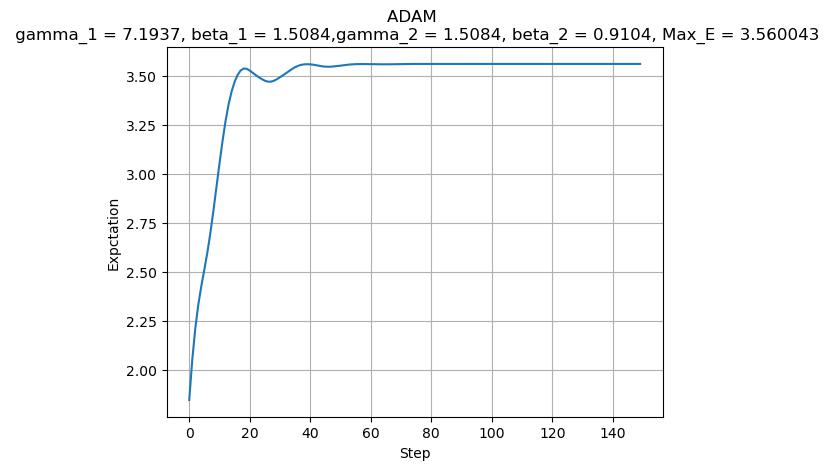 ADAM
gamma_1 = 7.1937, beta_1 = 1.5084,gamma_2 = 1.5084, beta_2 = 0.9104, Max_E = 3.560043
3.50
3.25
3.00
2.75
2.50
2.25
2.00
Expctation
0 20 40 60 80 100 120 140
Step